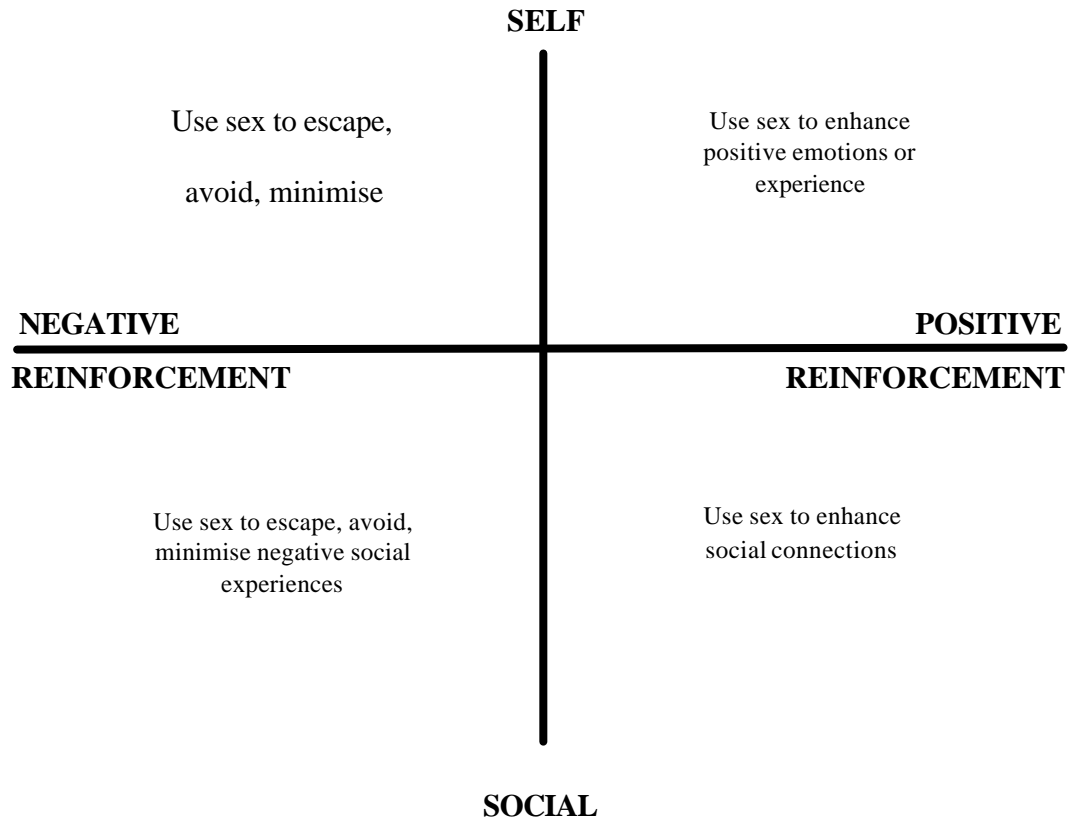 SELF
Use sex to escape,
avoid, minimise
Use sex to enhance
positive emotions or
experience
NEGATIVE
REINFORCEMENT
POSITIVE
REINFORCEMENT
Use sex to escape, avoid,
minimise negative social
experiences
Use sex to enhance
social connections
SOCIAL